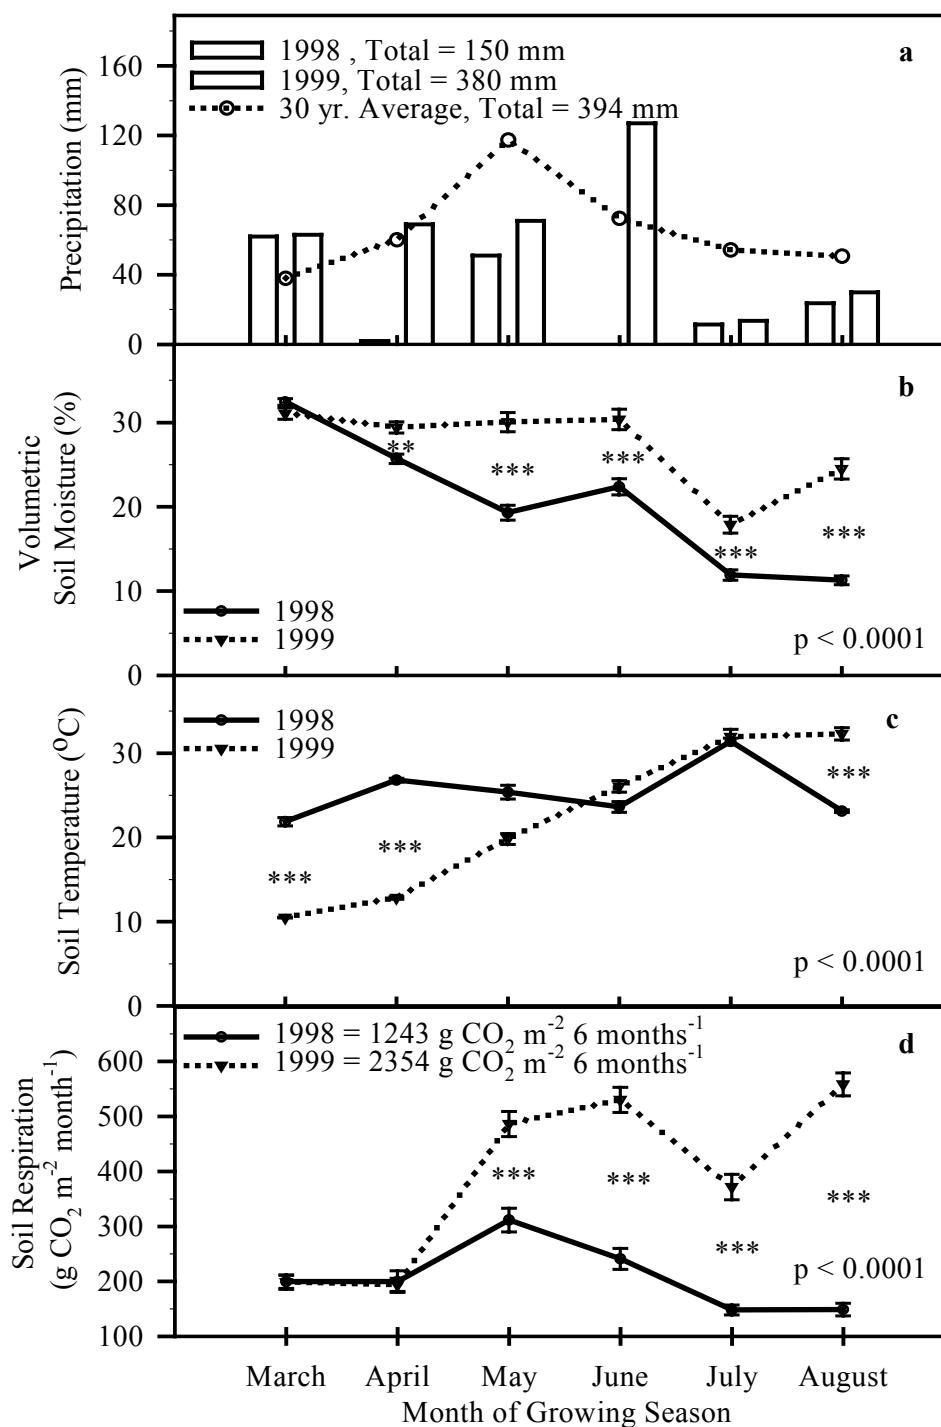 1998 , Total = 150 mm
1999, Total = 380 mm
30 yr. Average, Total = 394 mm
a
160
120
80
40
0
Precipitation (mm)
b
30
20
10
0
Volumetric
Soil Moisture (%)
**
***
***
***
***
1998
1999
p < 0.0001
c
30
20
10
0
Soil Temperature (⁰C)
1998
1999
***
***
***
p < 0.0001
d
1998 = 1243 g CO₂ m⁻² 6 months⁻¹
1999 = 2354 g CO₂ m⁻² 6 months⁻¹
600
500
400
300
200
100
Soil Respiration
(g CO₂ m⁻² month⁻¹)
***
***
***
***
p < 0.0001
March April May June July August
Month of Growing Season